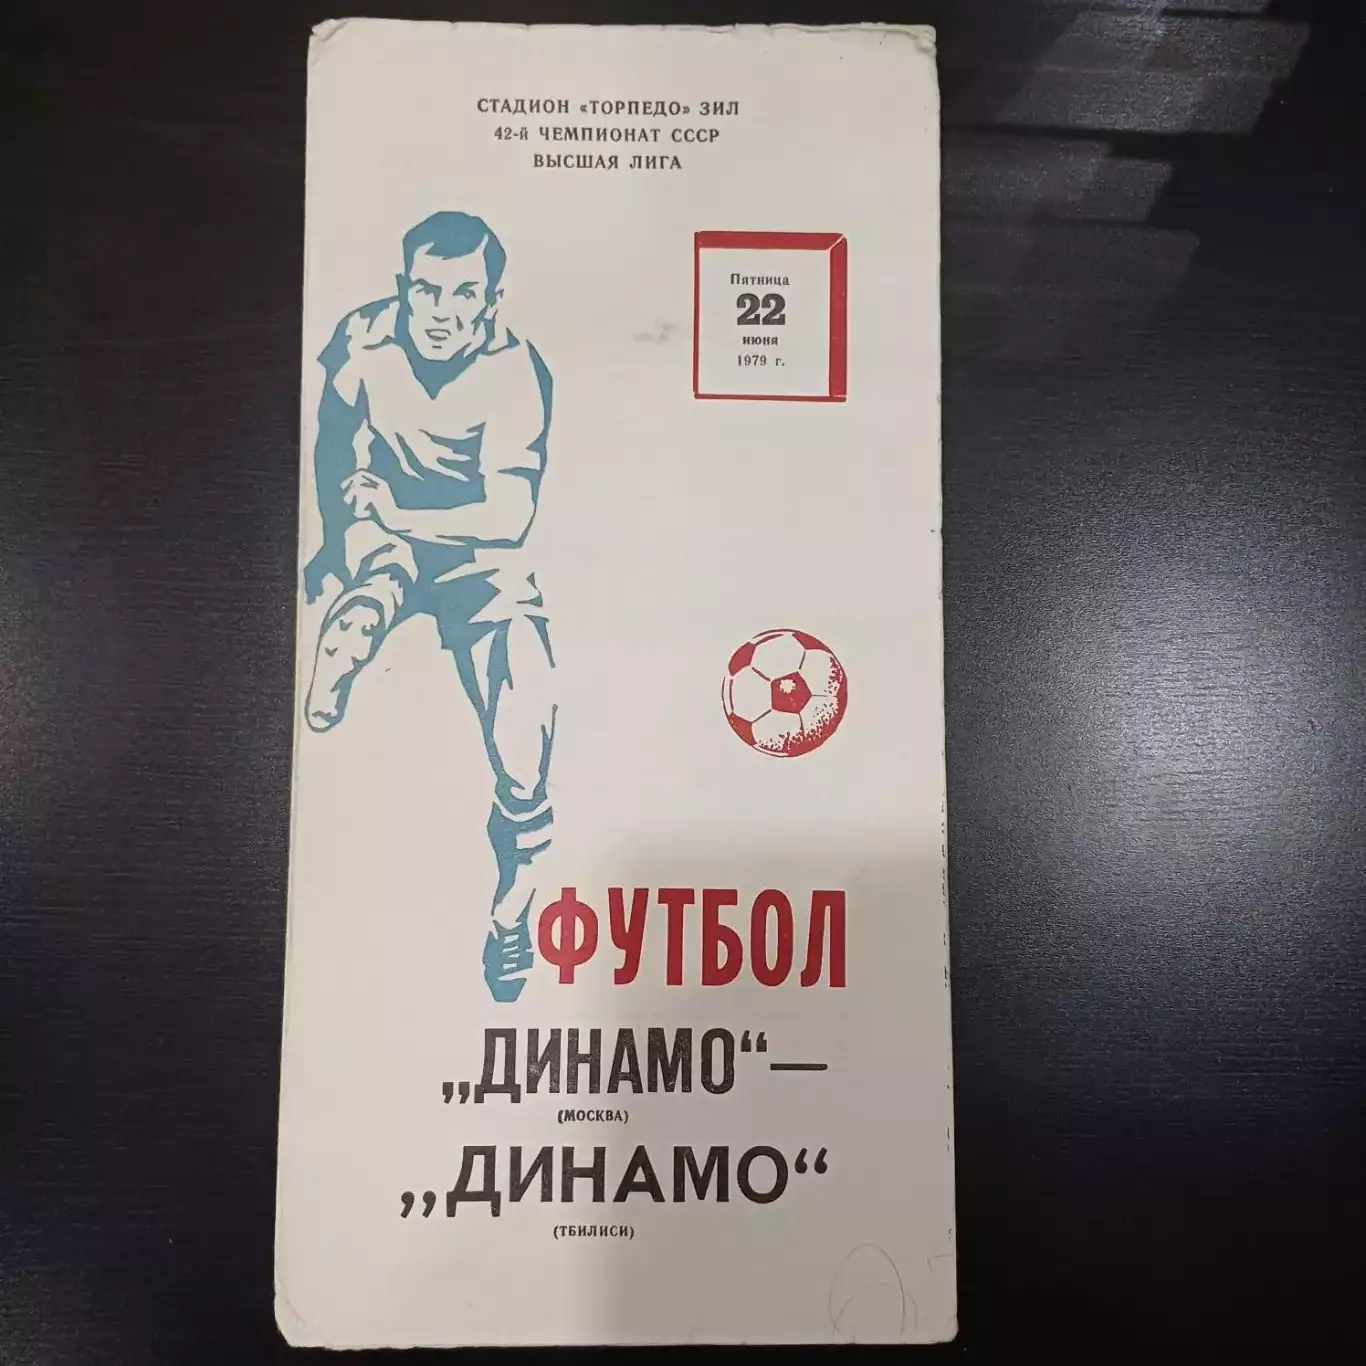 СТАДИОН «ТОРПЕДО» ЗИЛ
42-й ЧЕМПИОНАТ СССР
ВЫСШАЯ ЛИГА
Пятница
22
июня
1979 г.
ФУТБОЛ
„ДИНАМО“—
(МОСКВА)
„ДИНАМО“
(ТБИЛИСИ)